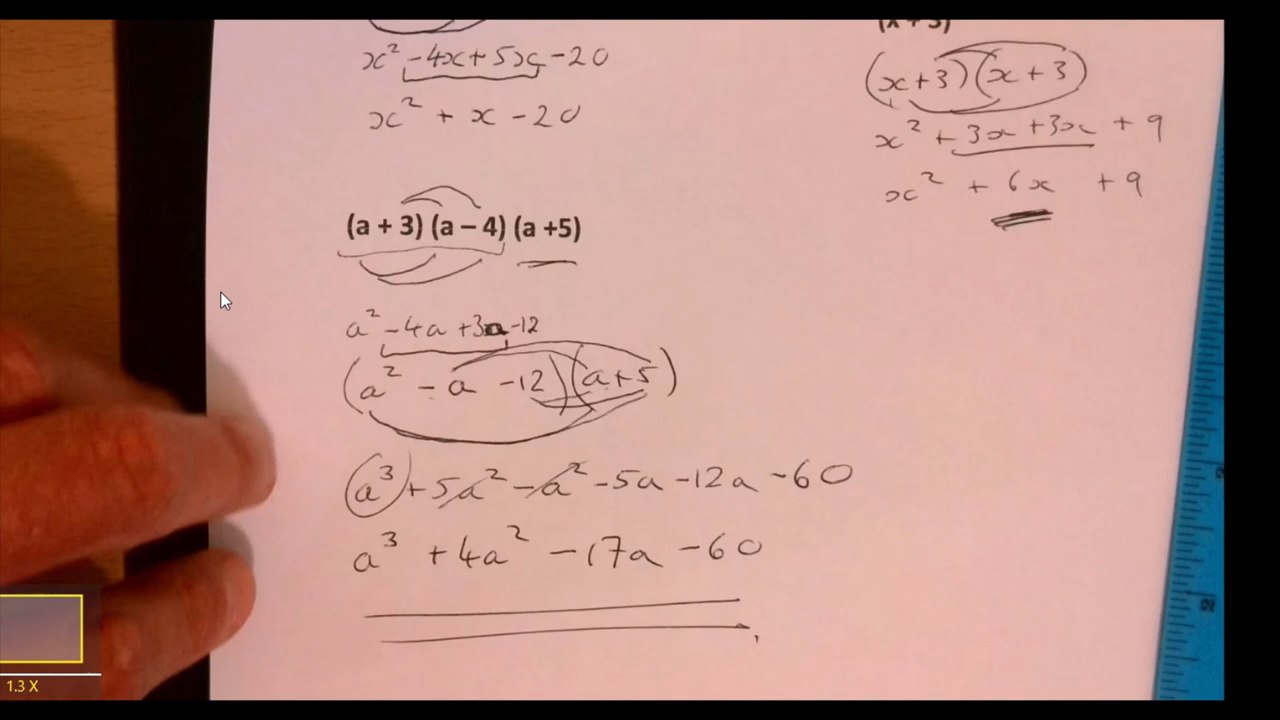 x² -4x + 5x -20
x² + x -20
(a + 3) (a – 4) (a +5)
a² -4a +3a -12
(a² - a -12)(a+5)
a³ + 5a² - a² -5a -12a -60
a³ + 4a² -17a -60
(x + 3)
(x+3)(x+3)
x² + 3x +3x + 9
x² + 6x + 9
1.3 X